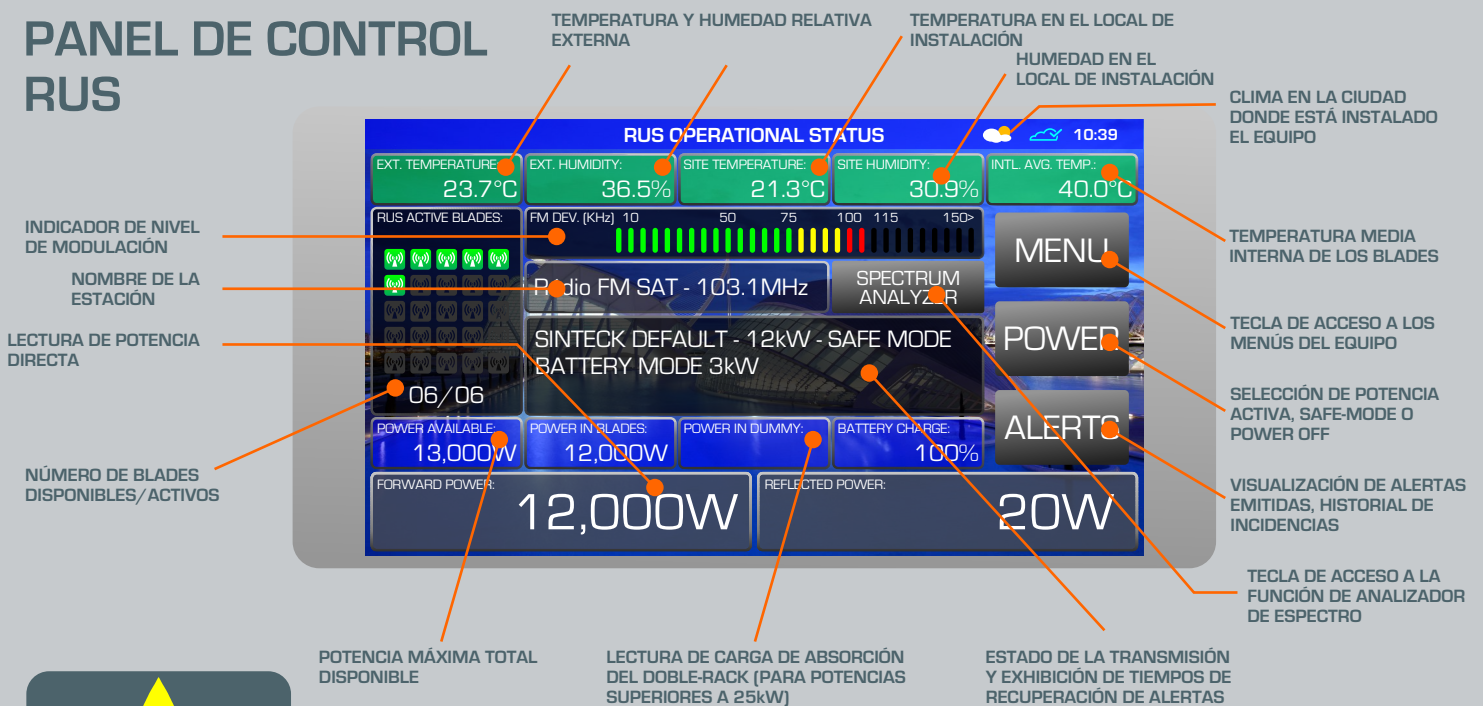 PANEL DE CONTROL
RUS
TEMPERATURA Y HUMEDAD RELATIVA
EXTERNA
TEMPERATURA EN EL LOCAL DE
INSTALACIÓN
HUMEDAD EN EL
LOCAL DE INSTALACIÓN
CLIMA EN LA CIUDAD
DONDE ESTÁ INSTALADO
EL EQUIPO
RUS OPERATIONAL STATUS
10:39
EXT. TEMPERATURE:
23.7°C
EXT. HUMIDITY:
36.5%
SITE TEMPERATURE:
21.3°C
SITE HUMIDITY:
30.9%
INTL. AVG. TEMP.:
40.0°C
RUS ACTIVE BLADES:
06/06
FM DEV. (KHz) 10 50 75 100 115 150>
Rádio FM SAT - 103.1MHz
SPECTRUM
ANALYZER
SINTECK DEFAULT - 12kW - SAFE MODE
BATTERY MODE 3kW
MENU
POWER
ALERTS
POWER AVAILABLE:
13,000W
POWER IN BLADES:
12,000W
POWER IN DUMMY:
BATTERY CHARGE:
100%
FORWARD POWER:
12,000W
REFLECTED POWER:
20W
INDICADOR DE NIVEL
DE MODULACIÓN
NOMBRE DE LA
ESTACIÓN
LECTURA DE POTENCIA
DIRECTA
NÚMERO DE BLADES
DISPONIBLES/ACTIVOS
TEMPERATURA MEDIA
INTERNA DE LOS BLADES
TECLA DE ACCESO A LOS
MENÚS DEL EQUIPO
SELECCIÓN DE POTENCIA
ACTIVA, SAFE-MODE O
POWER OFF
VISUALIZACIÓN DE ALERTAS
EMITIDAS, HISTORIAL DE
INCIDENCIAS
TECLA DE ACCESO A LA
FUNCIÓN DE ANALIZADOR
DE ESPECTRO
POTENCIA MÁXIMA TOTAL
DISPONIBLE
LECTURA DE CARGA DE ABSORCIÓN
DEL DOBLE-RACK (PARA POTENCIAS
SUPERIORES A 25kW)
ESTADO DE LA TRANSMISIÓN
Y EXHIBICIÓN DE TIEMPOS DE
RECUPERACIÓN DE ALERTAS